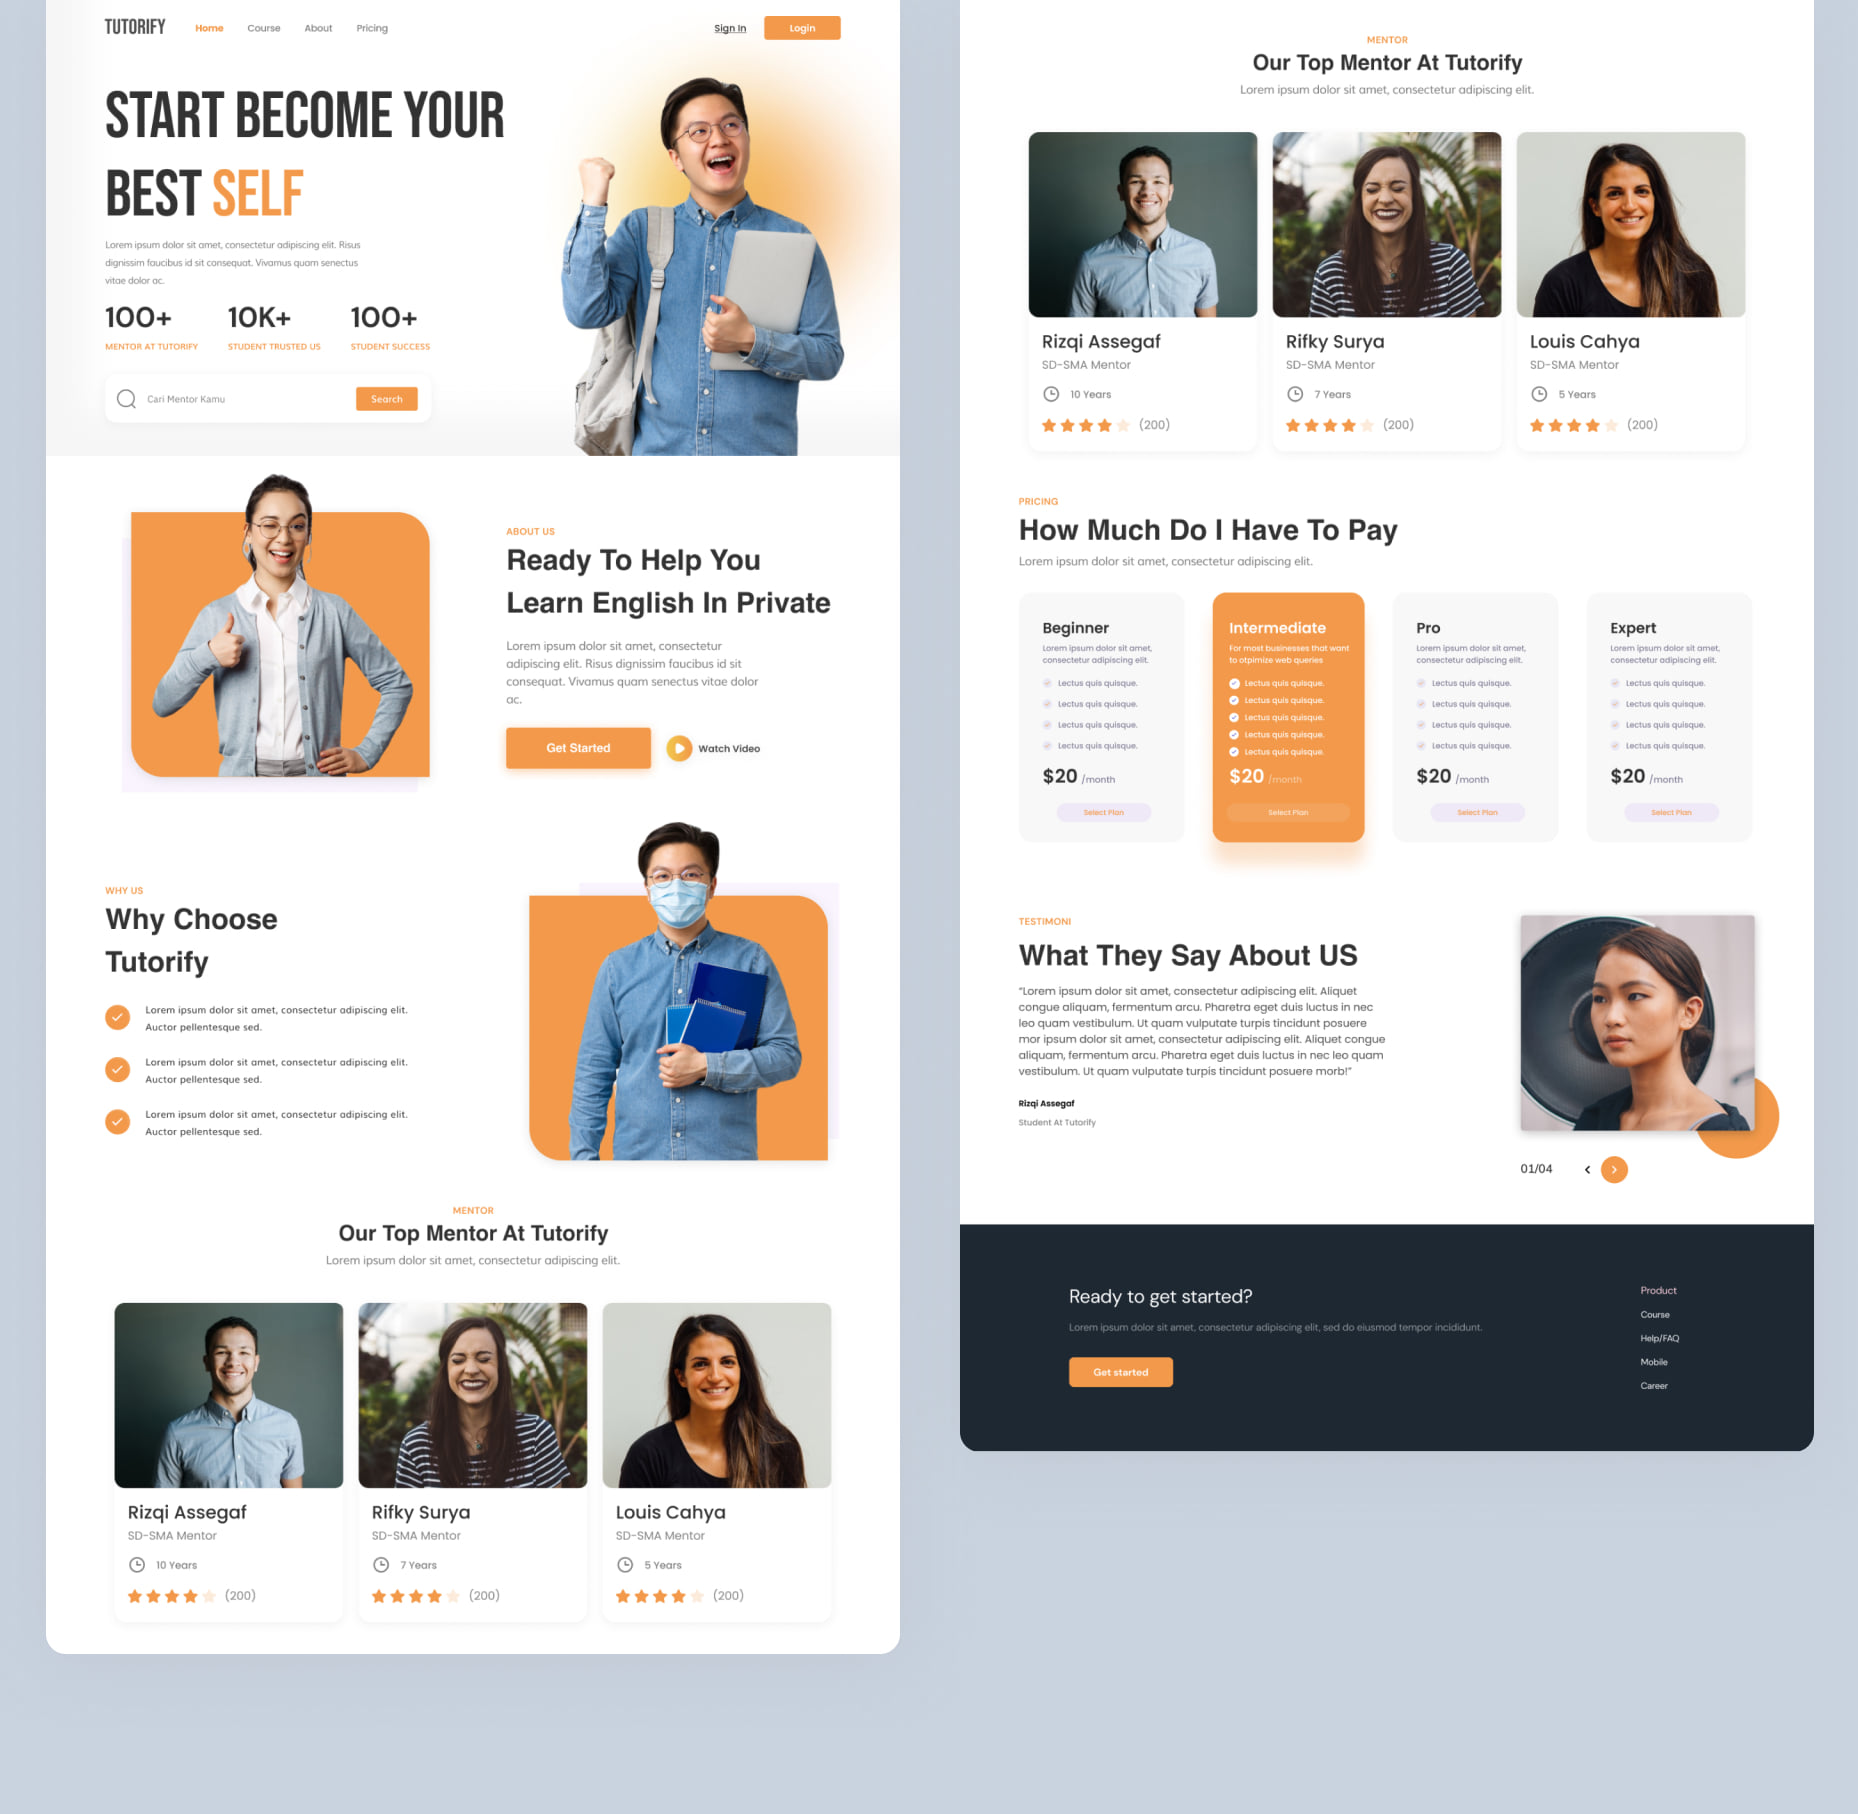 TUTORIFY
Home
Course
About
Pricing
Sign In
Login
START BECOME YOUR
BEST SELF
Lorem ipsum dolor sit amet, consectetur adipiscing elit. Risus
dignissim faucibus id sit consequat. Vivamus quam senectus
vitae dolor ac.
100+
MENTOR AT TUTORIFY
10K+
STUDENT TRUSTED US
100+
STUDENT SUCCESS
Cari Mentor Kamu
Search
ABOUT US
Ready To Help You
Learn English In Private
Lorem ipsum dolor sit amet, consectetur
adipiscing elit. Risus dignissim faucibus id sit
consequat. Vivamus quam senectus vitae dolor
ac.
Get Started
Watch Video
WHY US
Why Choose
Tutorify
Lorem ipsum dolor sit amet, consectetur adipiscing elit.
Auctor pellentesque sed.
Lorem ipsum dolor sit amet, consectetur adipiscing elit.
Auctor pellentesque sed.
Lorem ipsum dolor sit amet, consectetur adipiscing elit.
Auctor pellentesque sed.
MENTOR
Our Top Mentor At Tutorify
Lorem ipsum dolor sit amet, consectetur adipiscing elit.
Rizqi Assegaf
SD-SMA Mentor
10 Years
(200)
Rifky Surya
SD-SMA Mentor
7 Years
(200)
Louis Cahya
SD-SMA Mentor
5 Years
(200)
MENTOR
Our Top Mentor At Tutorify
Lorem ipsum dolor sit amet, consectetur adipiscing elit.
Rizqi Assegaf
SD-SMA Mentor
10 Years
(200)
Rifky Surya
SD-SMA Mentor
7 Years
(200)
Louis Cahya
SD-SMA Mentor
5 Years
(200)
PRICING
How Much Do I Have To Pay
Lorem ipsum dolor sit amet, consectetur adipiscing elit.
Beginner
Lorem ipsum dolor sit amet,
consectetur adipiscing elit.
Lectus quis quisque.
Lectus quis quisque.
Lectus quis quisque.
Lectus quis quisque.
$20 /month
Select Plan
Intermediate
For most businesses that want
to otpimize web queries
Lectus quis quisque.
Lectus quis quisque.
Lectus quis quisque.
Lectus quis quisque.
Lectus quis quisque.
$20 /month
Select Plan
Pro
Lorem ipsum dolor sit amet,
consectetur adipiscing elit.
Lectus quis quisque.
Lectus quis quisque.
Lectus quis quisque.
Lectus quis quisque.
$20 /month
Select Plan
Expert
Lorem ipsum dolor sit amet,
consectetur adipiscing elit.
Lectus quis quisque.
Lectus quis quisque.
Lectus quis quisque.
Lectus quis quisque.
$20 /month
Select Plan
TESTIMONI
What They Say About US
“Lorem ipsum dolor sit amet, consectetur adipiscing elit. Aliquet
congue aliquam, fermentum arcu. Pharetra eget duis luctus in nec
leo quam vestibulum. Ut quam vulputate turpis tincidunt posuere
mor ipsum dolor sit amet, consectetur adipiscing elit. Aliquet congue
aliquam, fermentum arcu. Pharetra eget duis luctus in nec leo quam
vestibulum. Ut quam vulputate turpis tincidunt posuere morb!”
Rizqi Assegaf
Student At Tutorify
01/04
Ready to get started?
Lorem ipsum dolor sit amet, consectetur adipiscing elit, sed do eiusmod tempor incididunt.
Get started
Product
Course
Help/FAQ
Mobile
Career